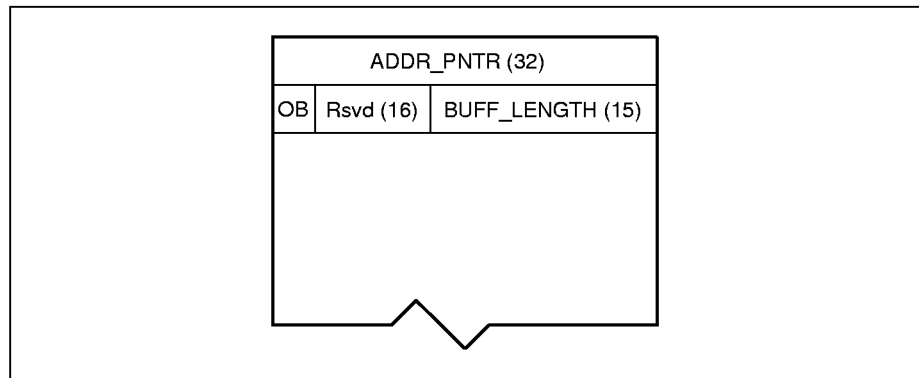 ADDR_PNTR (32)
OB Rsvd (16) BUFF_LENGTH (15)